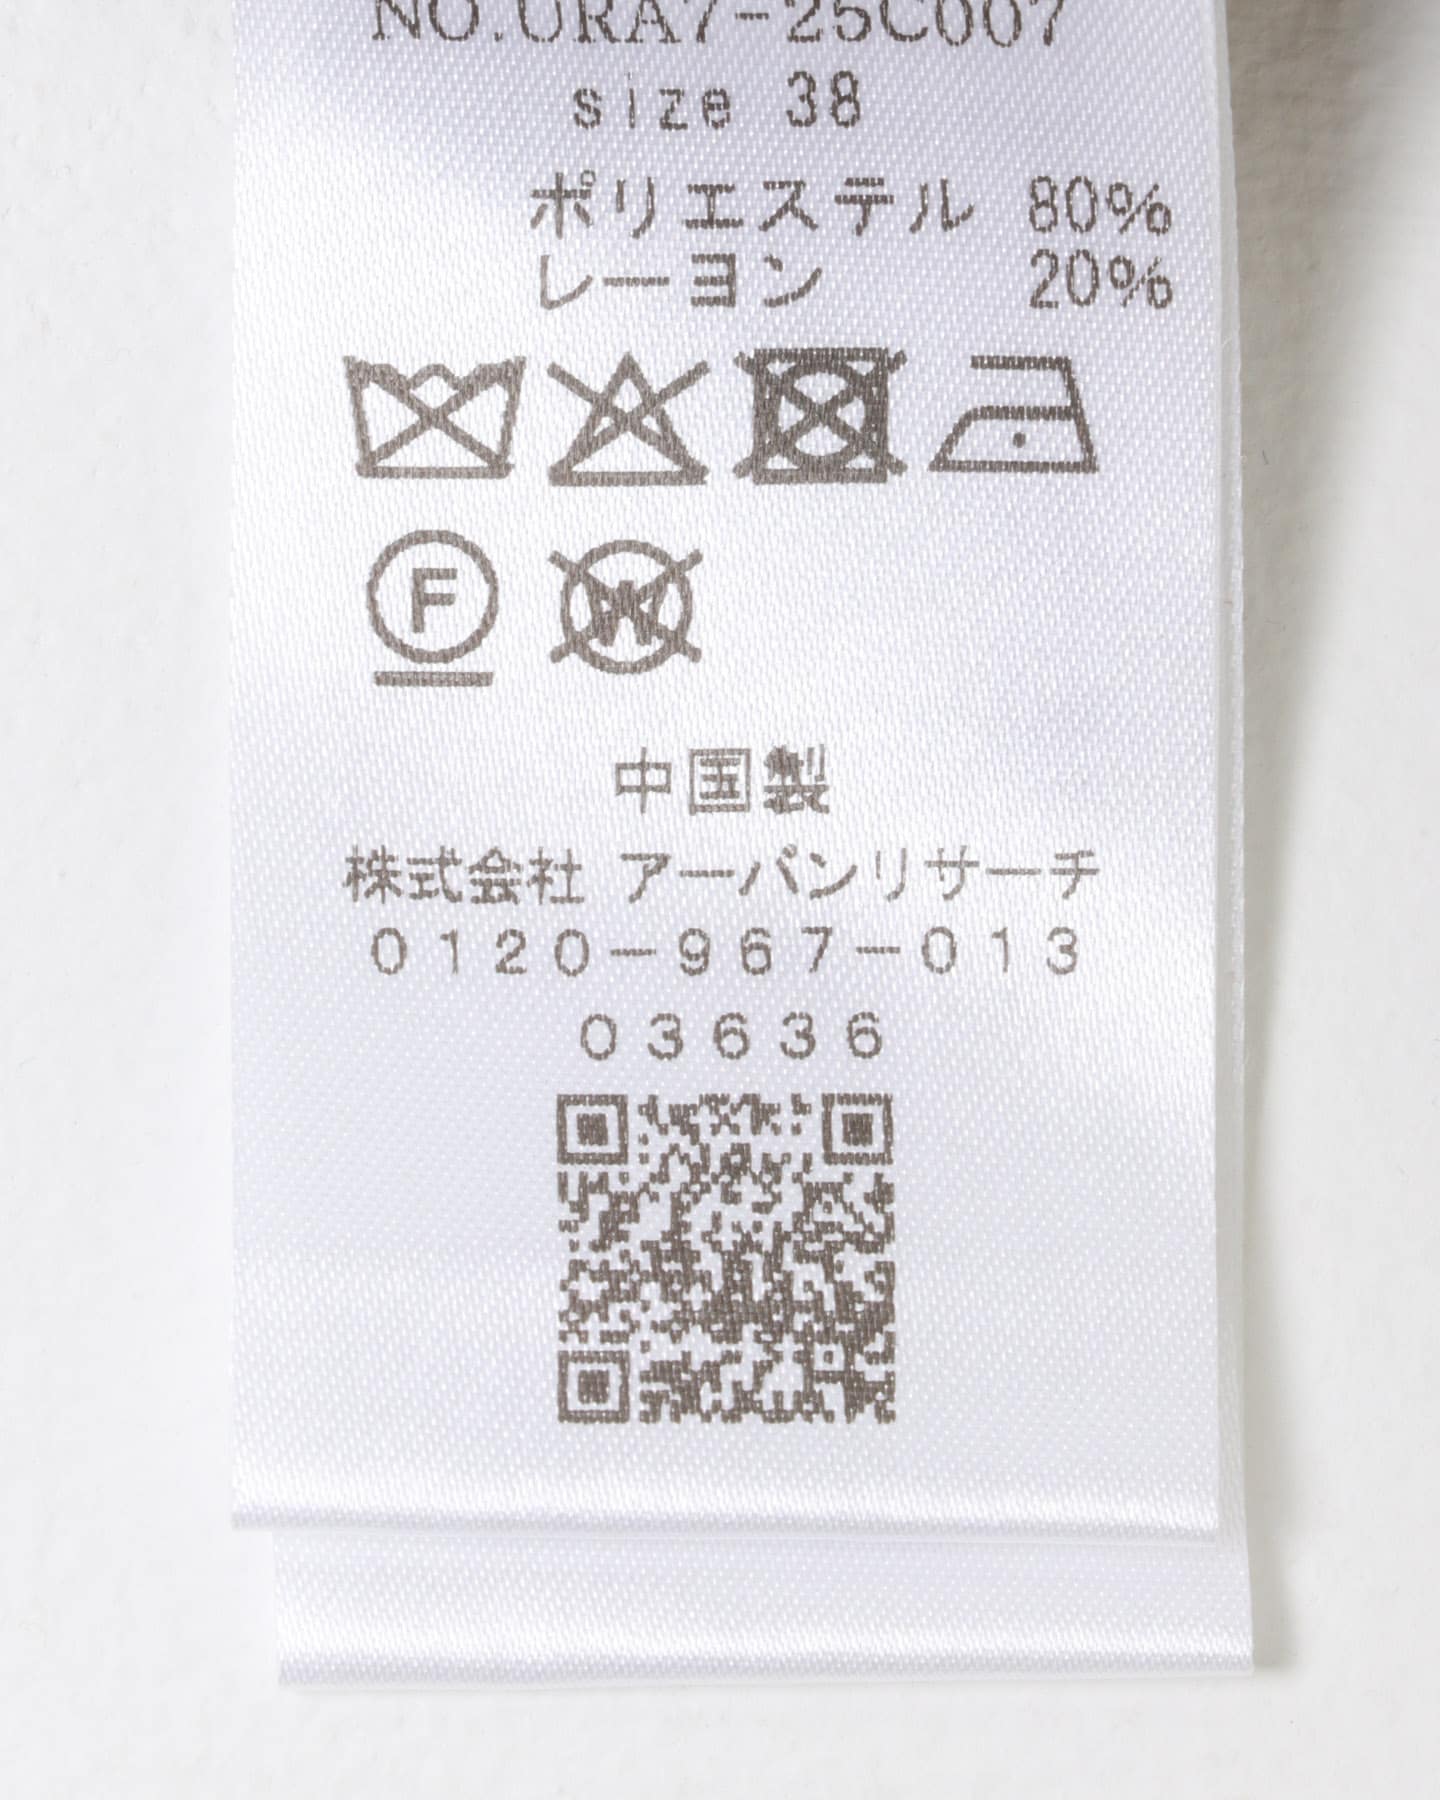 NO.URA7-25C007
size 38
ポリエステル 80%
レーヨン 20%
F
W
中国製
株式会社 アーバンリサーチ
0120-967-013
03636